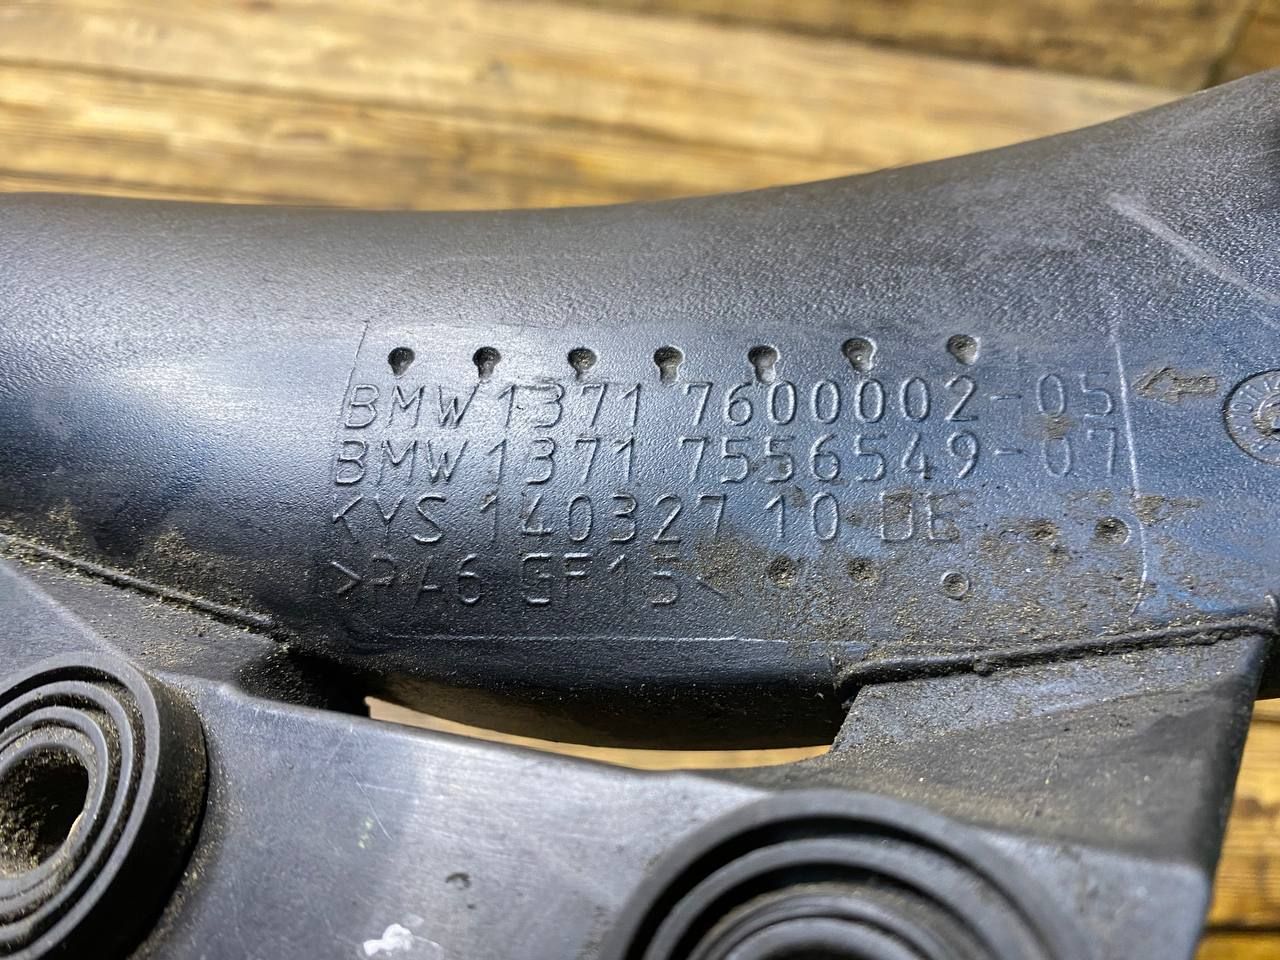 BMW 1371 7600002-05
BMW 1371 7556549-07
KYS 140327 10 DE
>PA6 GF15<